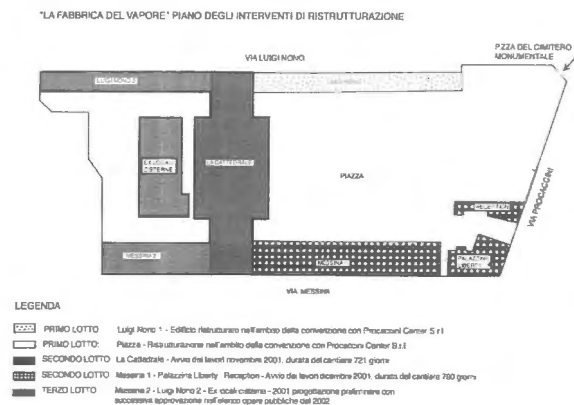 "LA FABBRICA DEL VAPORE" PIANO DEGLI INTERVENTI DI RISTRUTTURAZIONE
VIA LUIGI NONO
P.ZZA DEL CIMITERO
MONUMENTALE
LUIGI NONO 2
EX LOCALI
CISTERNE
LA CATTEDRALE
PIAZZA
RECEPTION
VIA PROCACCINI
MESSINA 2
MESSINA 1
PALAZZINA
LIBERTY
VIA MESSINA
LEGENDA
PRIMO LOTTO Luigi Nono 1 - Edificio ristrutturato nell'ambito della convenzione con Procaccini Center S.r.l
PRIMO LOTTO: Piazza - Ristrutturazione nell'ambito della convenzione con Procaccini Center S.r.l.
SECONDO LOTTO La Cattedrale - Avvio dei lavori novembre 2001, durata del cantiere 721 giorni
SECONDO LOTTO Messina 1 - Palazzina Liberty - Reception - Avvio dei lavori dicembre 2001, durata del cantiere 780 giorni
TERZO LOTTO Messina 2 - Luigi Nono 2 - Ex locali cisterna - 2001 progettazione preliminare con
successiva approvazione nell'elenco opere pubbliche del 2002